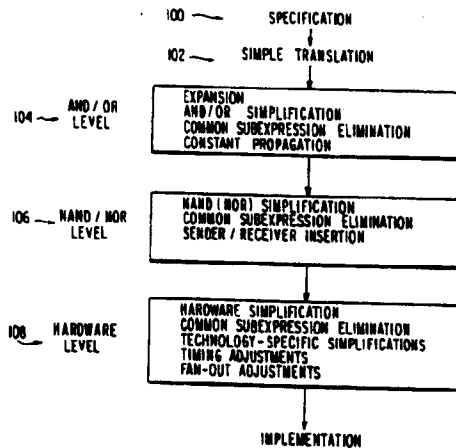 100 SPECIFICATION
102 SIMPLE TRANSLATION
104 AND/OR LEVEL
EXPANSION
AND/OR SIMPLIFICATION
COMMON SUBEXPRESSION ELIMINATION
CONSTANT PROPAGATION
106 NAND/NOR LEVEL
NAND (NOR) SIMPLIFICATION
COMMON SUBEXPRESSION ELIMINATION
SENDER/RECEIVER INSERTION
108 HARDWARE LEVEL
HARDWARE SIMPLIFICATION
COMMON SUBEXPRESSION ELIMINATION
TECHNOLOGY-SPECIFIC SIMPLIFICATIONS
TIMING ADJUSTMENTS
FAN-OUT ADJUSTMENTS
IMPLEMENTATION